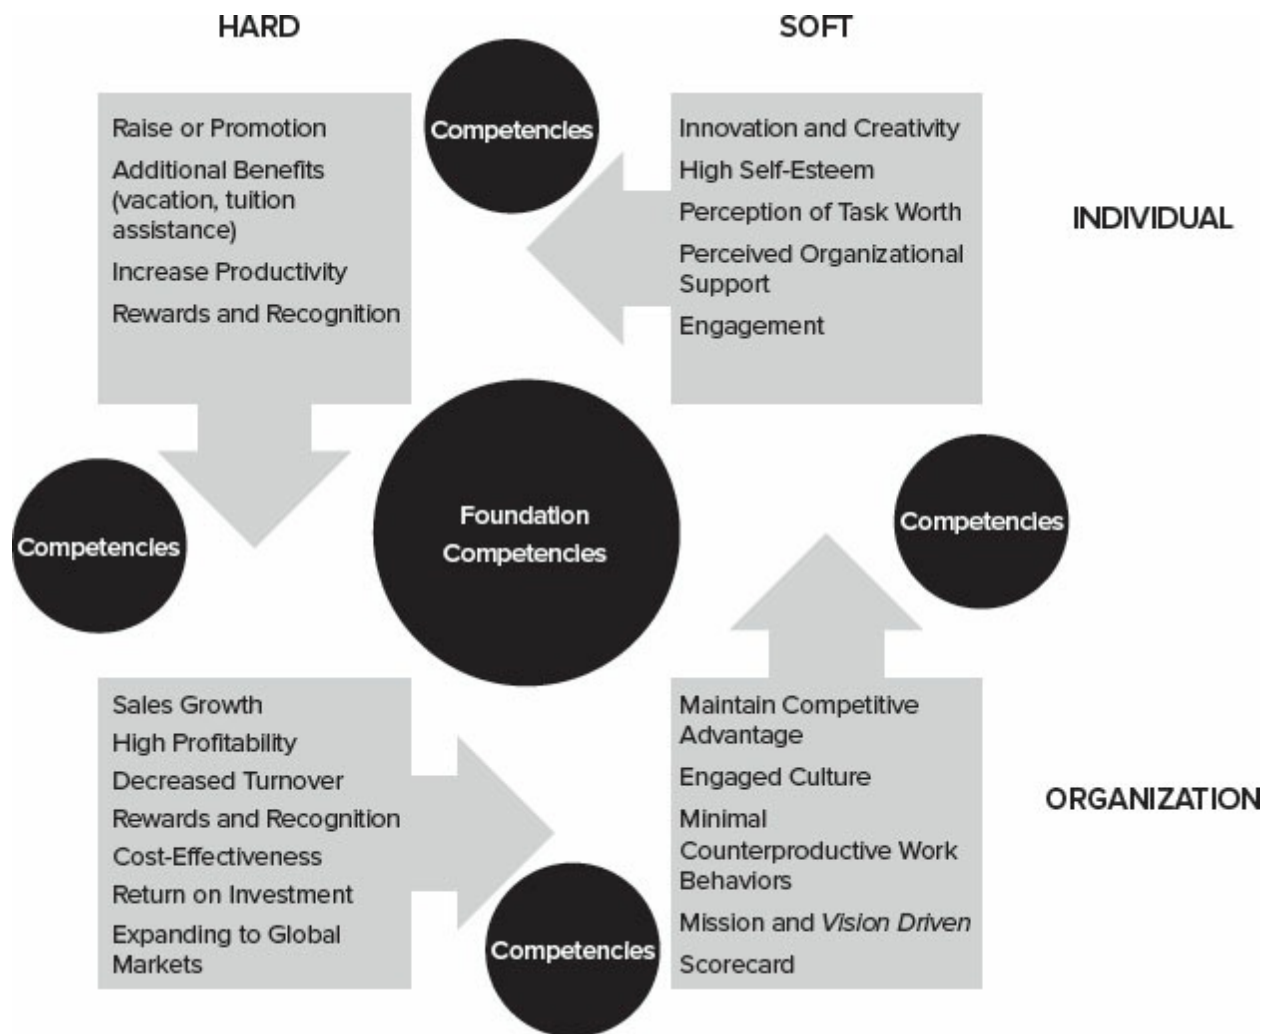 HARD
SOFT
Raise or Promotion
Additional Benefits
(vacation, tuition
assistance)
Increase Productivity
Rewards and Recognition
Competencies
Innovation and Creativity
High Self-Esteem
Perception of Task Worth
Perceived Organizational
Support
Engagement
INDIVIDUAL
Competencies
Foundation
Competencies
Competencies
Sales Growth
High Profitability
Decreased Turnover
Rewards and Recognition
Cost-Effectiveness
Return on Investment
Expanding to Global
Markets
Competencies
Maintain Competitive
Advantage
Engaged Culture
Minimal
Counterproductive Work
Behaviors
Mission and Vision Driven
Scorecard
ORGANIZATION